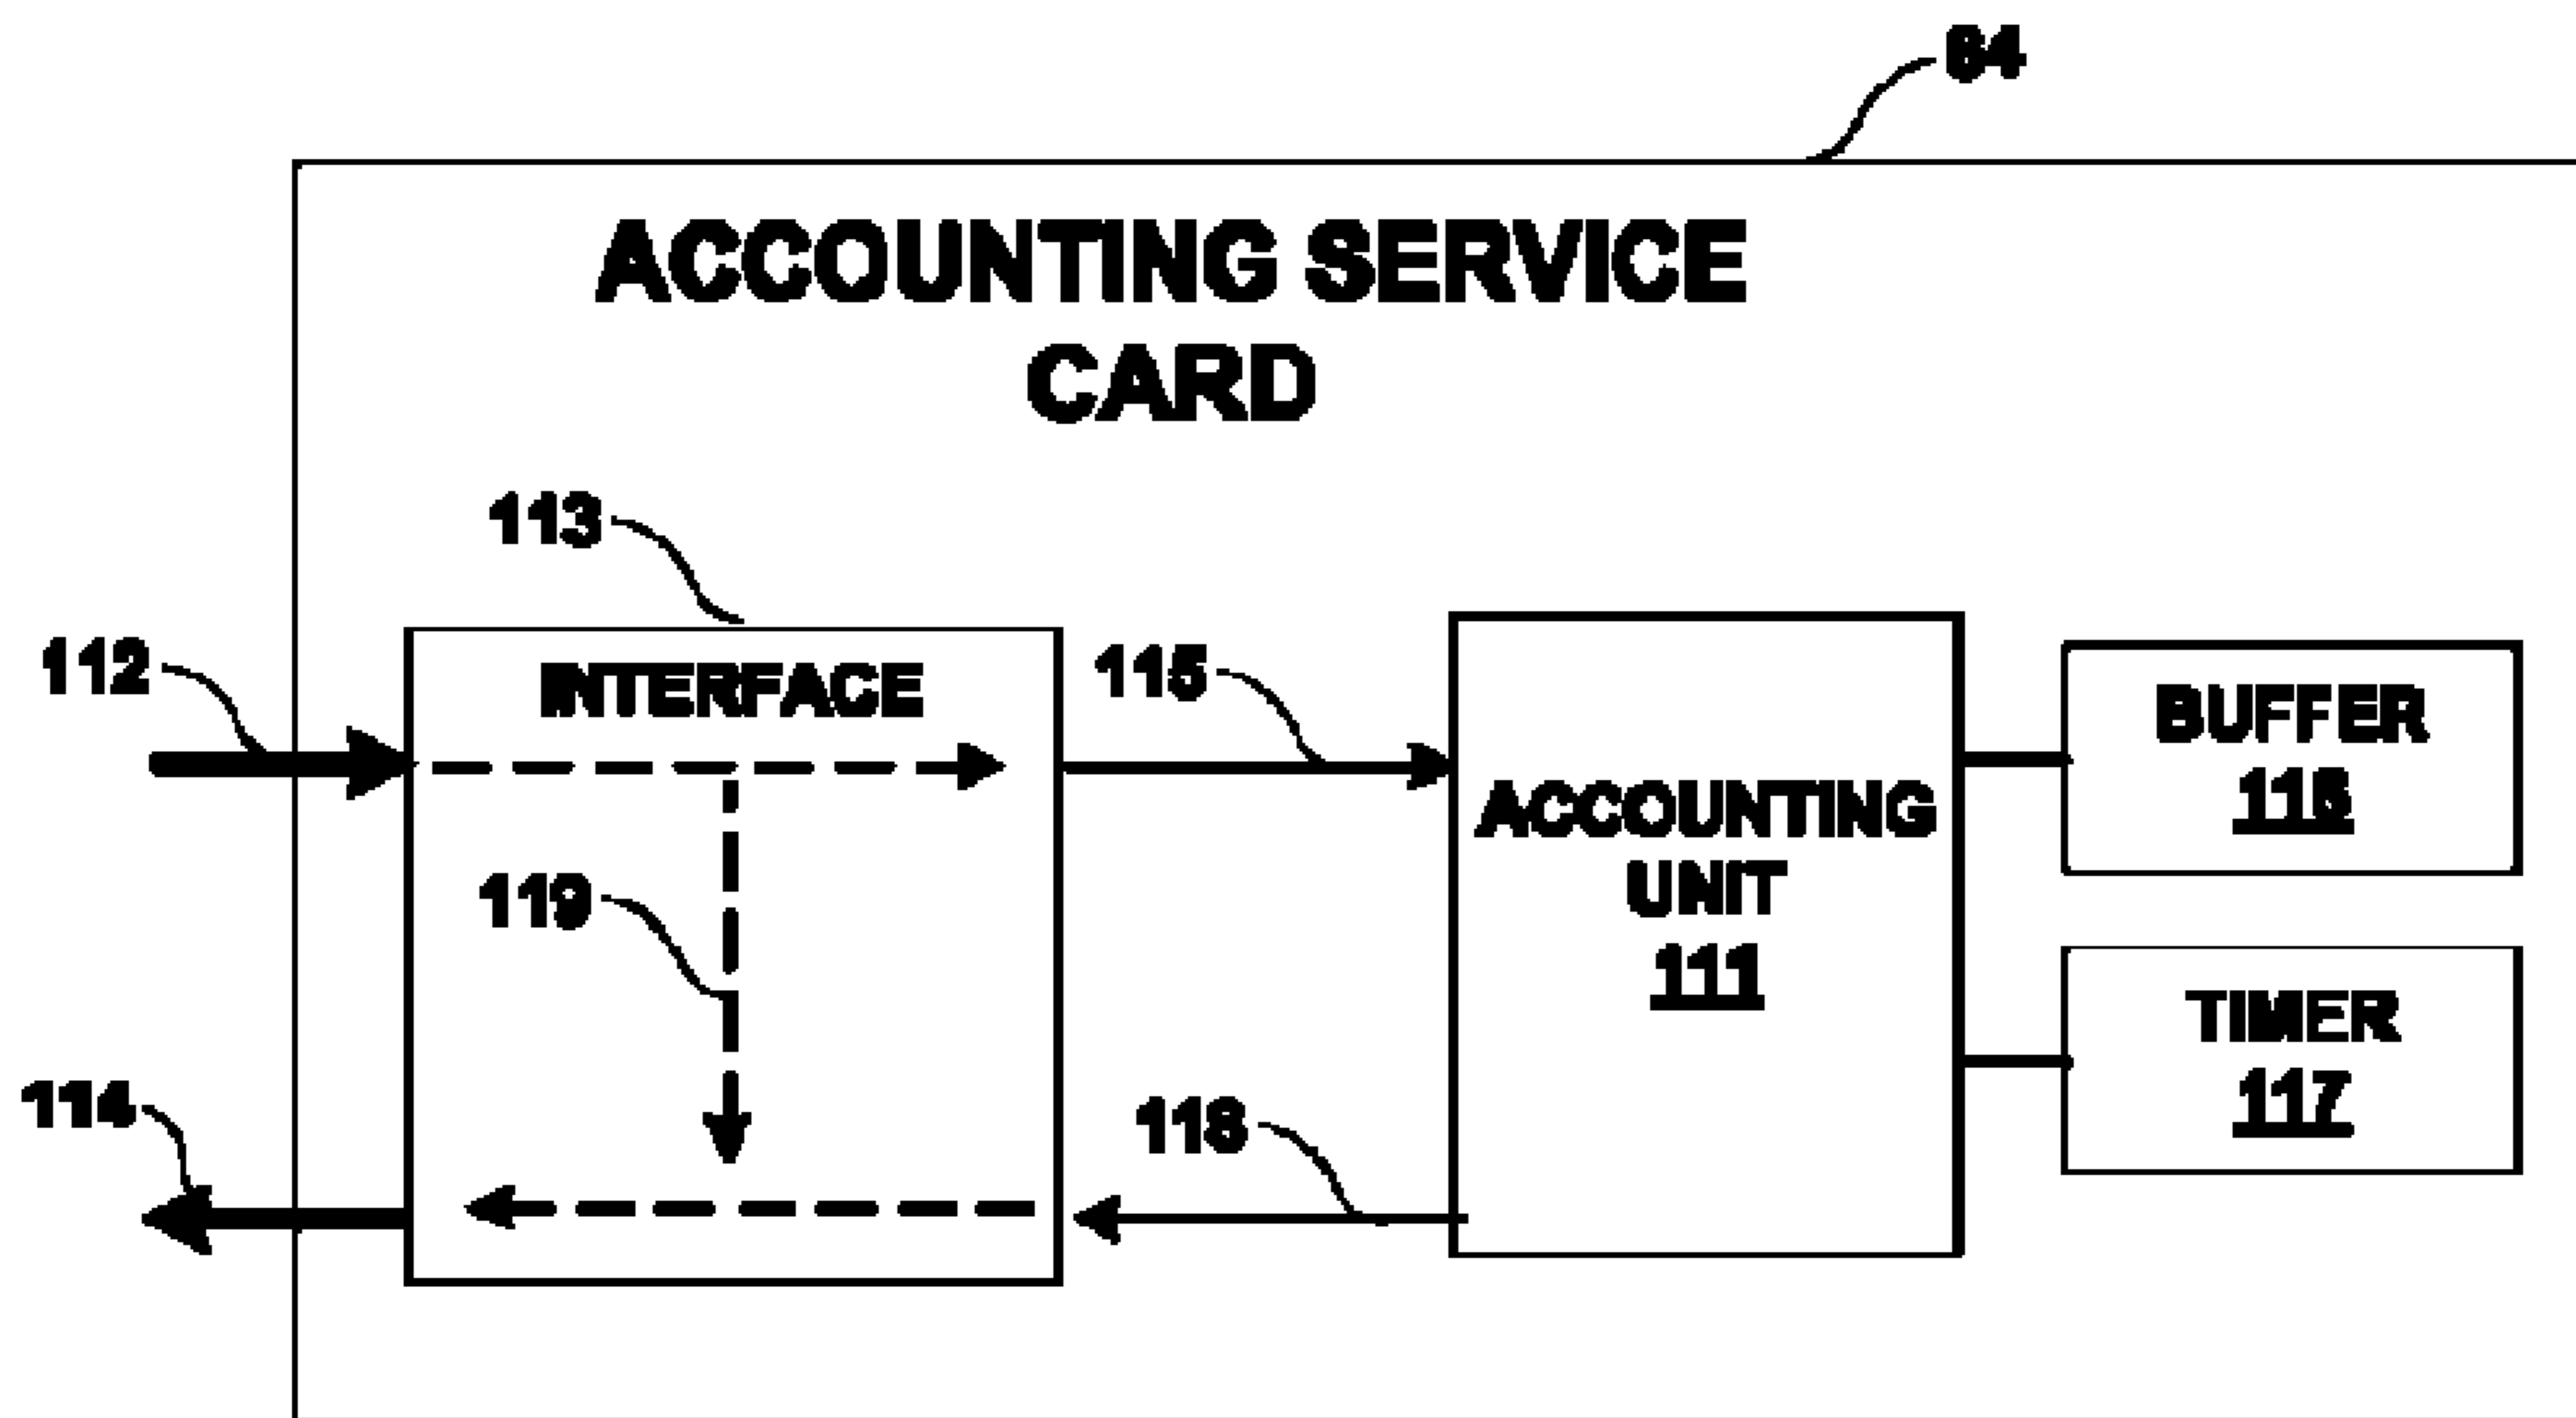 64
ACCOUNTING SERVICE
CARD
113
112
INTERFACE
115
BUFFER
116
ACCOUNTING
UNIT
111
119
TIMER
117
114
118